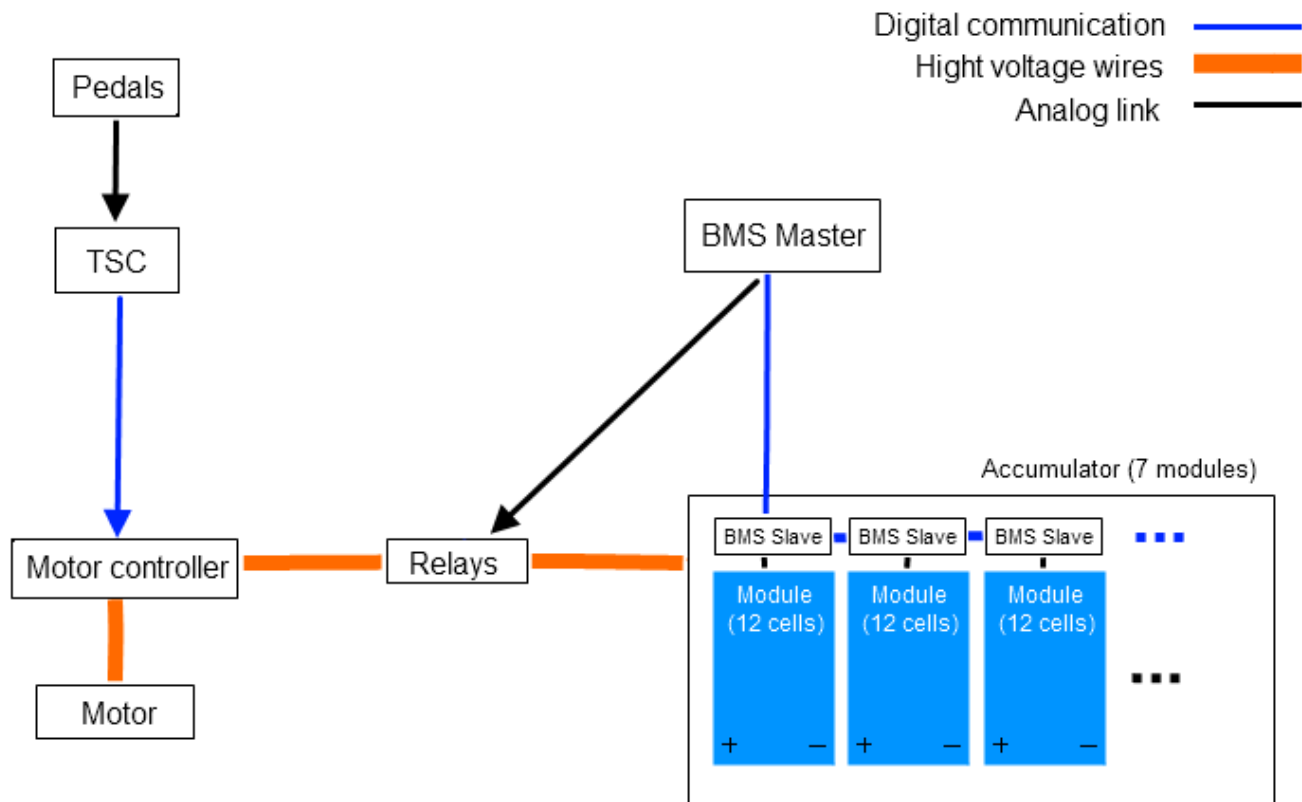 Digital communication
Hight voltage wires
Analog link
Pedals
TSC
BMS Master
Accumulator (7 modules)
Motor controller
Relays
BMS Slave
BMS Slave
BMS Slave
Module
(12 cells)
Module
(12 cells)
Module
(12 cells)
Motor
+ –
+ –
+ –